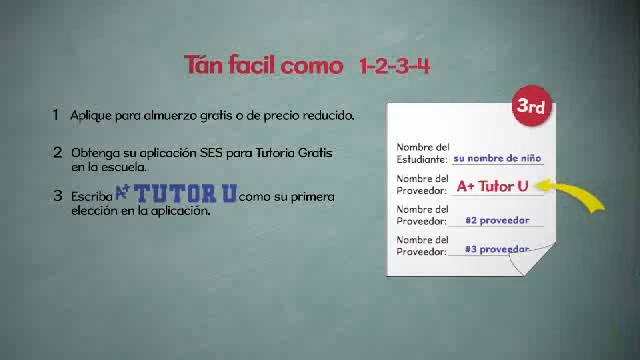 Tán facil como 1-2-3-4
1 Aplique para almuerzo gratis o de precio reducido.
2 Obtenga su aplicación SES para Tutoria Gratis
en la escuela.
3 Escriba A+ TUTOR U como su primera
elección en la aplicación.
3rd
Nombre del
Estudiante: su nombre de niño
Nombre del
Proveedor: A+ Tutor U
Nombre del
Proveedor: #2 proveedor
Nombre del
Proveedor: #3 proveedor